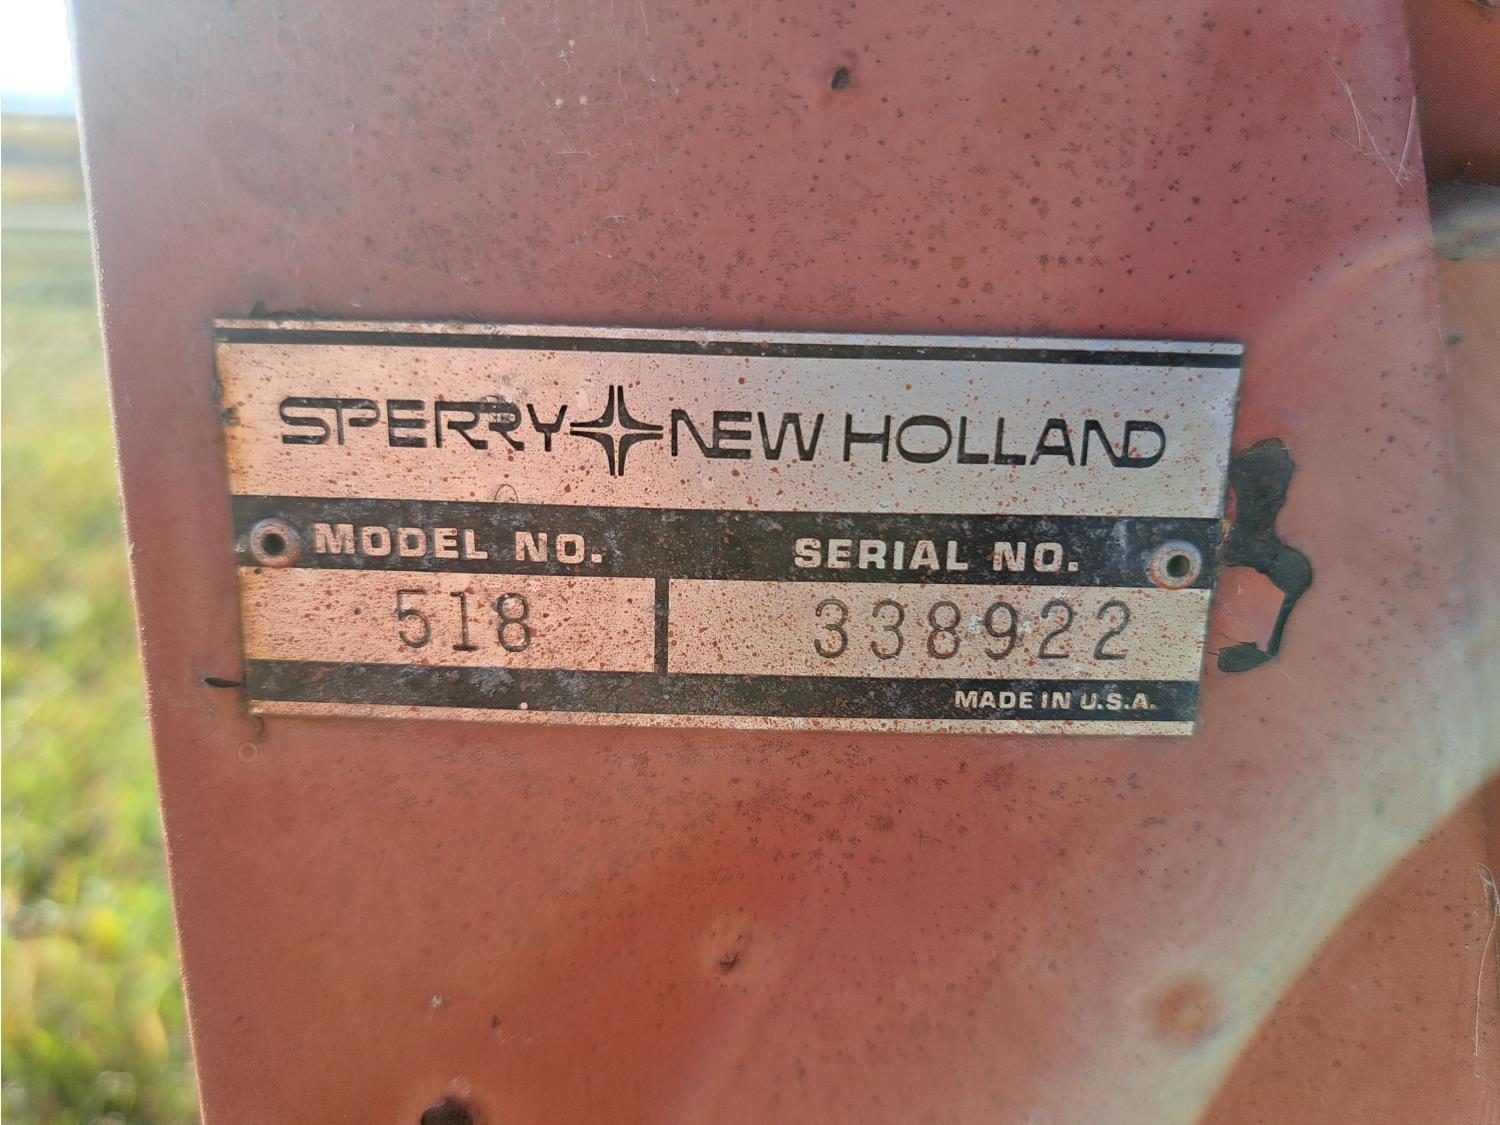 SPERRY NEW HOLLAND
MODEL NO. SERIAL NO.
518 338922
MADE IN U.S.A.